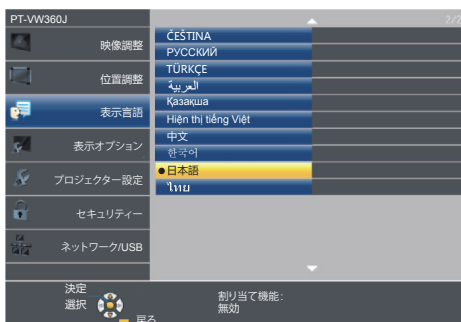 PT-VW360J
2/2
映像調整
位置調整
表示言語
表示オプション
プロジェクター設定
セキュリティー
ネットワーク/USB
ČEŠTINA
РУССКИЙ
TÜRKÇE
العربية
Қазақша
Hiện thị tiếng Việt
中文
한국어
日本語
ไทย
決定
選択
戻る
割り当て機能:
無効